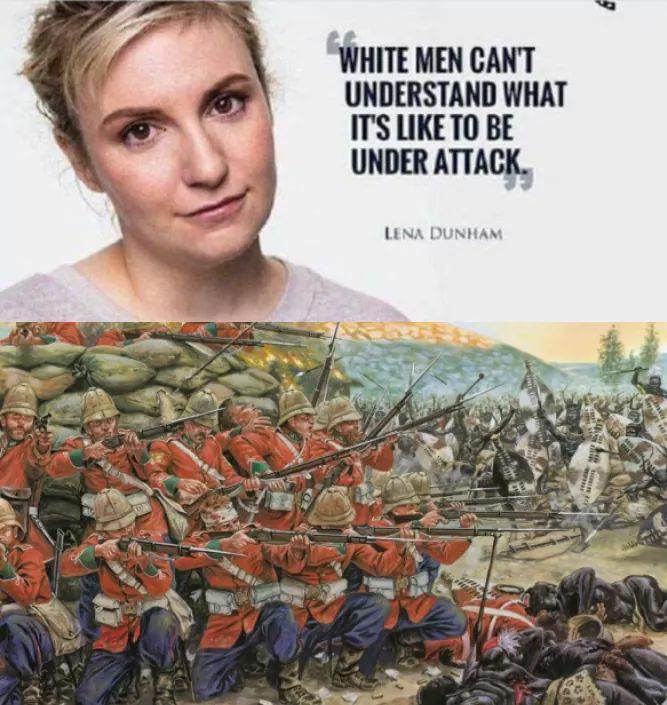 "WHITE MEN CAN'T
UNDERSTAND WHAT
IT'S LIKE TO BE
UNDER ATTACK."
LENA DUNHAM